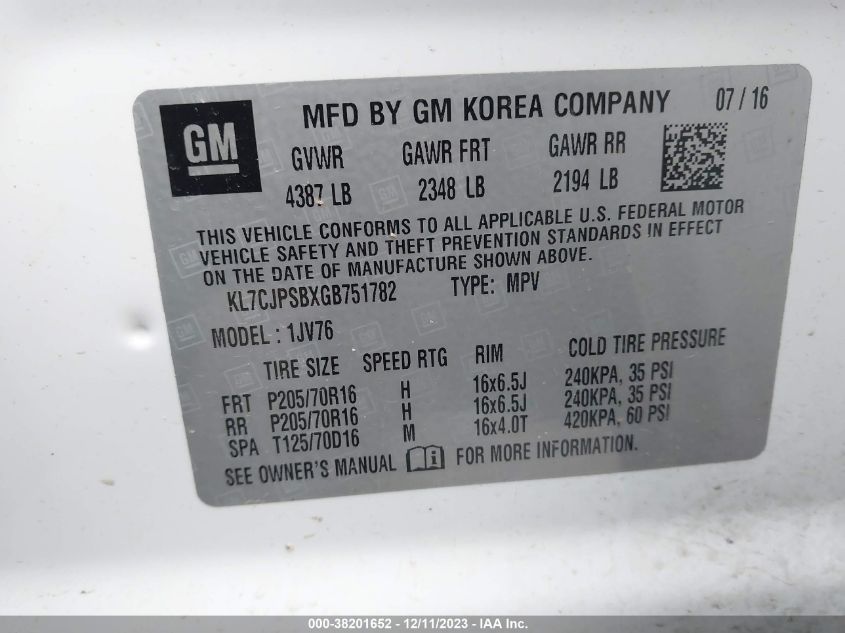 GM
MFD BY GM KOREA COMPANY 07 / 16
GVWR GAWR FRT GAWR RR
4387 LB 2348 LB 2194 LB
THIS VEHICLE CONFORMS TO ALL APPLICABLE U.S. FEDERAL MOTOR
VEHICLE SAFETY AND THEFT PREVENTION STANDARDS IN EFFECT
ON THE DATE OF MANUFACTURE SHOWN ABOVE.
KL7CJPSBXGB751782 TYPE: MPV
MODEL : 1JV76
TIRE SIZE SPEED RTG RIM COLD TIRE PRESSURE
FRT P205/70R16 H 16x6.5J 240KPA, 35 PSI
RR P205/70R16 H 16x6.5J 240KPA, 35 PSI
SPA T125/70D16 M 16x4.0T 420KPA, 60 PSI
SEE OWNER'S MANUAL FOR MORE INFORMATION.
000-38201652 - 12/11/2023 - IAA Inc.